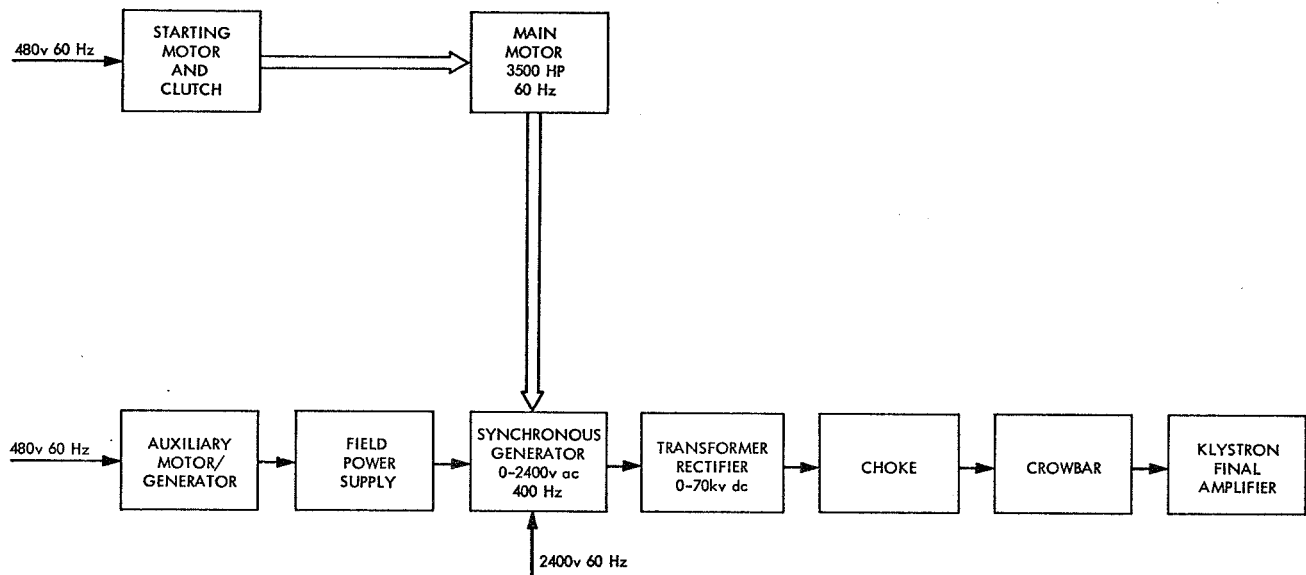 480v 60 Hz
STARTING
MOTOR
AND
CLUTCH
MAIN
MOTOR
3500 HP
60 Hz
480v 60 Hz
AUXILIARY
MOTOR/
GENERATOR
FIELD
POWER
SUPPLY
SYNCHRONOUS
GENERATOR
0-2400v ac
400 Hz
TRANSFORMER
RECTIFIER
0-70kv dc
CHOKE
CROWBAR
KLYSTRON
FINAL
AMPLIFIER
2400v 60 Hz